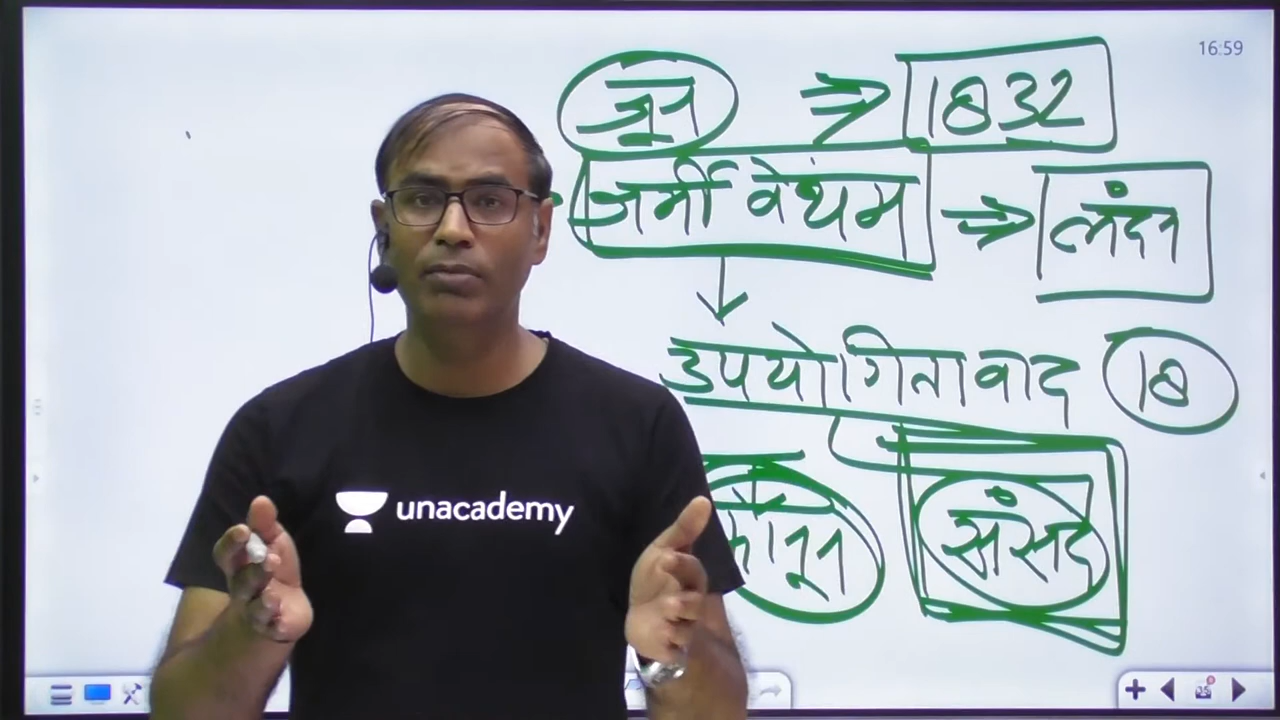 16:59
जून ⇒ 1832
जर्मी वेंथम ⇒ लंदन
उपयोगितावाद 18
कानून संसद
unacademy